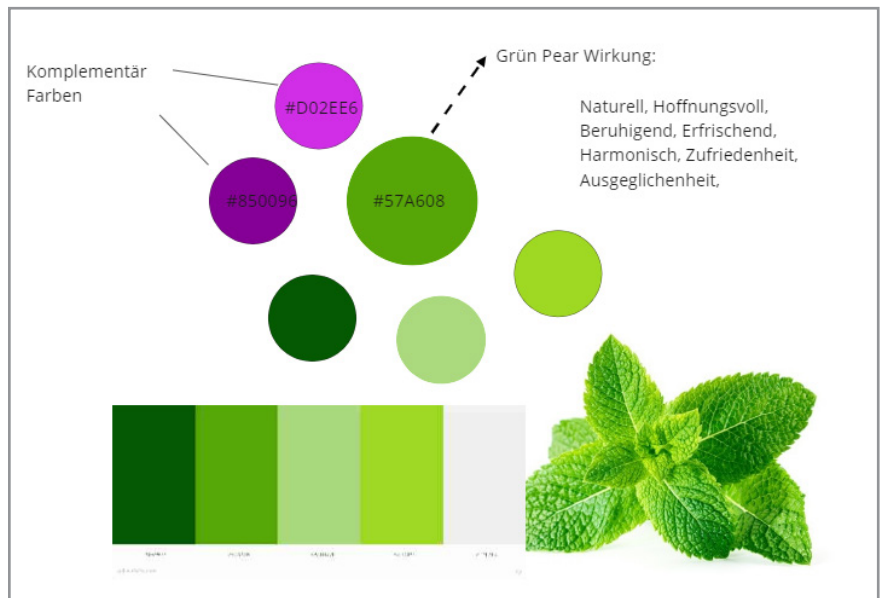 Komplementär
Farben
#D02EE6
#850096
#57A608
Grün Pear Wirkung:
Naturell, Hoffnungsvoll,
Beruhigend, Erfrischend,
Harmonisch, Zufriedenheit,
Ausgeglichenheit,